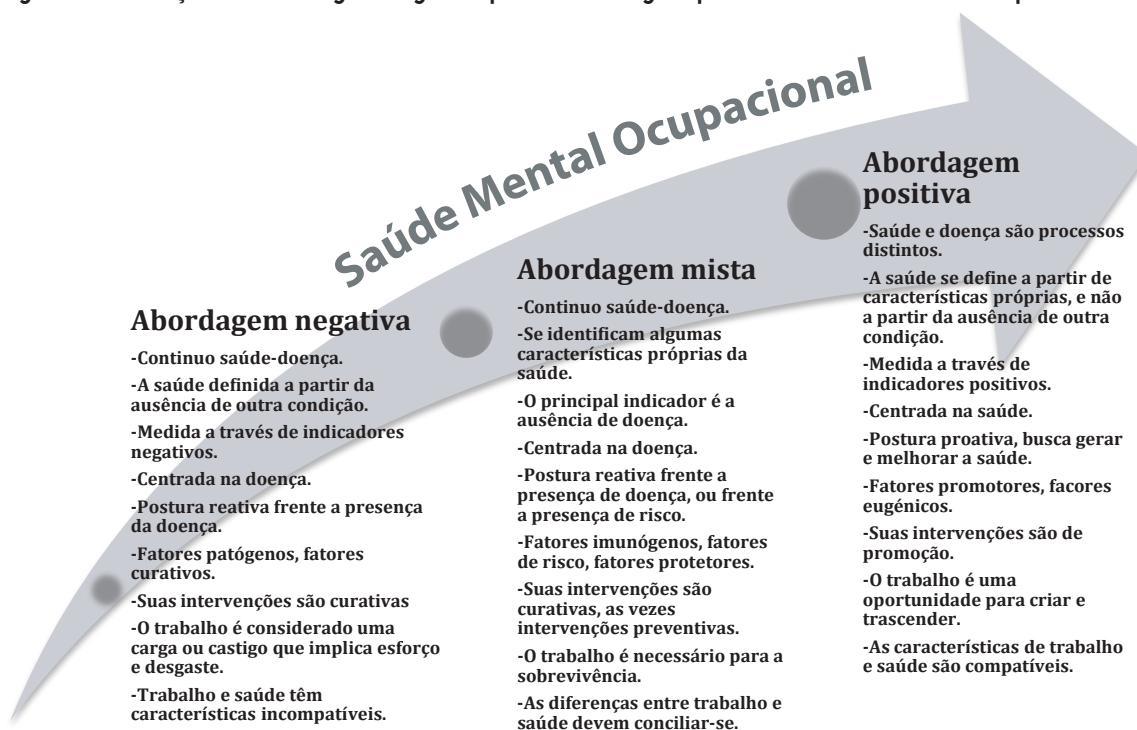 Saúde Mental Ocupacional
Abordagem negativa
-Continuo saúde-doença.
-A saúde definida a partir da
ausência de outra condição.
-Medida a través de indicadores
negativos.
-Centrada na doença.
-Postura reativa frente a presença
da doença.
-Fatores patógenos, fatores
curativos.
-Suas intervenções são curativas
-O trabalho é considerado uma
carga ou castigo que implica esforço
e desgaste.
-Trabalho e saúde têm
características incompatíveis.
Abordagem mista
-Continuo saúde-doença.
-Se identificam algumas
características próprias da
saúde.
-O principal indicador é a
ausência de doença.
-Centrada na doença.
-Postura reativa frente a
presença de doença, ou frente
a presença de risco.
-Fatores imunógenos, fatores
de risco, fatores protetores.
-Suas intervenções são
curativas, as vezes
intervenções preventivas.
-O trabalho é necessário para a
sobrevivência.
-As diferenças entre trabalho e
saúde devem conciliar-se.
Abordagem
positiva
-Saúde e doença são processos
distintos.
-A saúde se define a partir de
características próprias, e não
a partir da ausência de outra
condição.
-Medida a través de
indicadores positivos.
-Centrada na saúde.
-Postura proativa, busca gerar
e melhorar a saúde.
-Fatores promotores, facores
eugénicos.
-Suas intervenções são de
promoção.
-O trabalho é uma
oportunidade para criar e
trascender.
-As características de trabalho
e saúde são compatíveis.